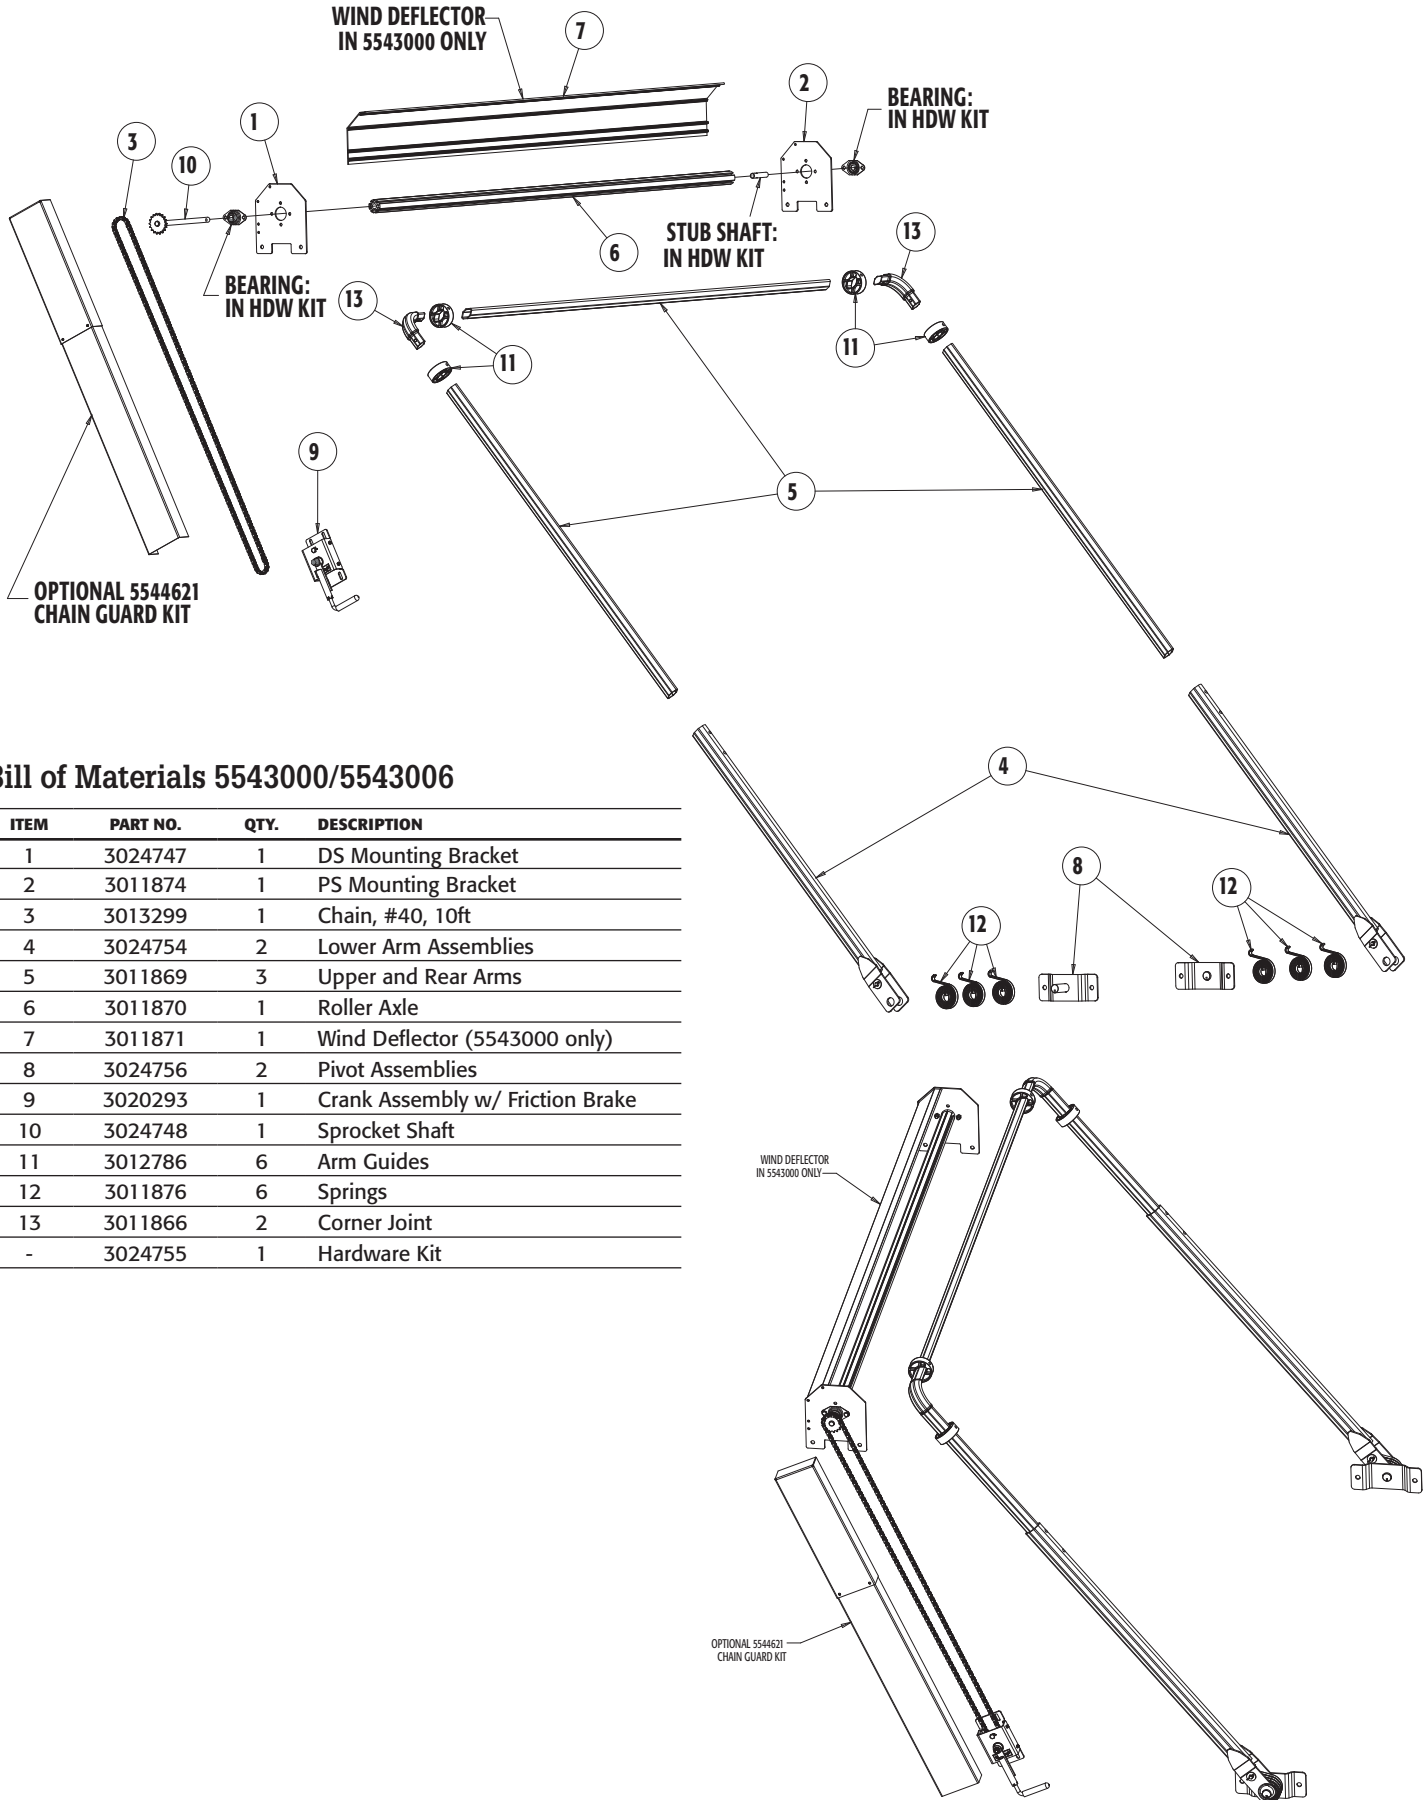 WIND DEFLECTOR
IN 5543000 ONLY
7
2
BEARING:
IN HDW KIT
1
3
10
6
STUB SHAFT:
IN HDW KIT
13
BEARING:
IN HDW KIT
13
11
11
9
5
OPTIONAL 5544621
CHAIN GUARD KIT
4
8
12
12
Bill of Materials 5543000/5543006
ITEM PART NO. QTY. DESCRIPTION
1 3024747 1 DS Mounting Bracket
2 3011874 1 PS Mounting Bracket
3 3013299 1 Chain, #40, 10ft
4 3024754 2 Lower Arm Assemblies
5 3011869 3 Upper and Rear Arms
6 3011870 1 Roller Axle
7 3011871 1 Wind Deflector (5543000 only)
8 3024756 2 Pivot Assemblies
9 3020293 1 Crank Assembly w/ Friction Brake
10 3024748 1 Sprocket Shaft
11 3012786 6 Arm Guides
12 3011876 6 Springs
13 3011866 2 Corner Joint
- 3024755 1 Hardware Kit
WIND DEFLECTOR
IN 5543000 ONLY
OPTIONAL 5544621
CHAIN GUARD KIT